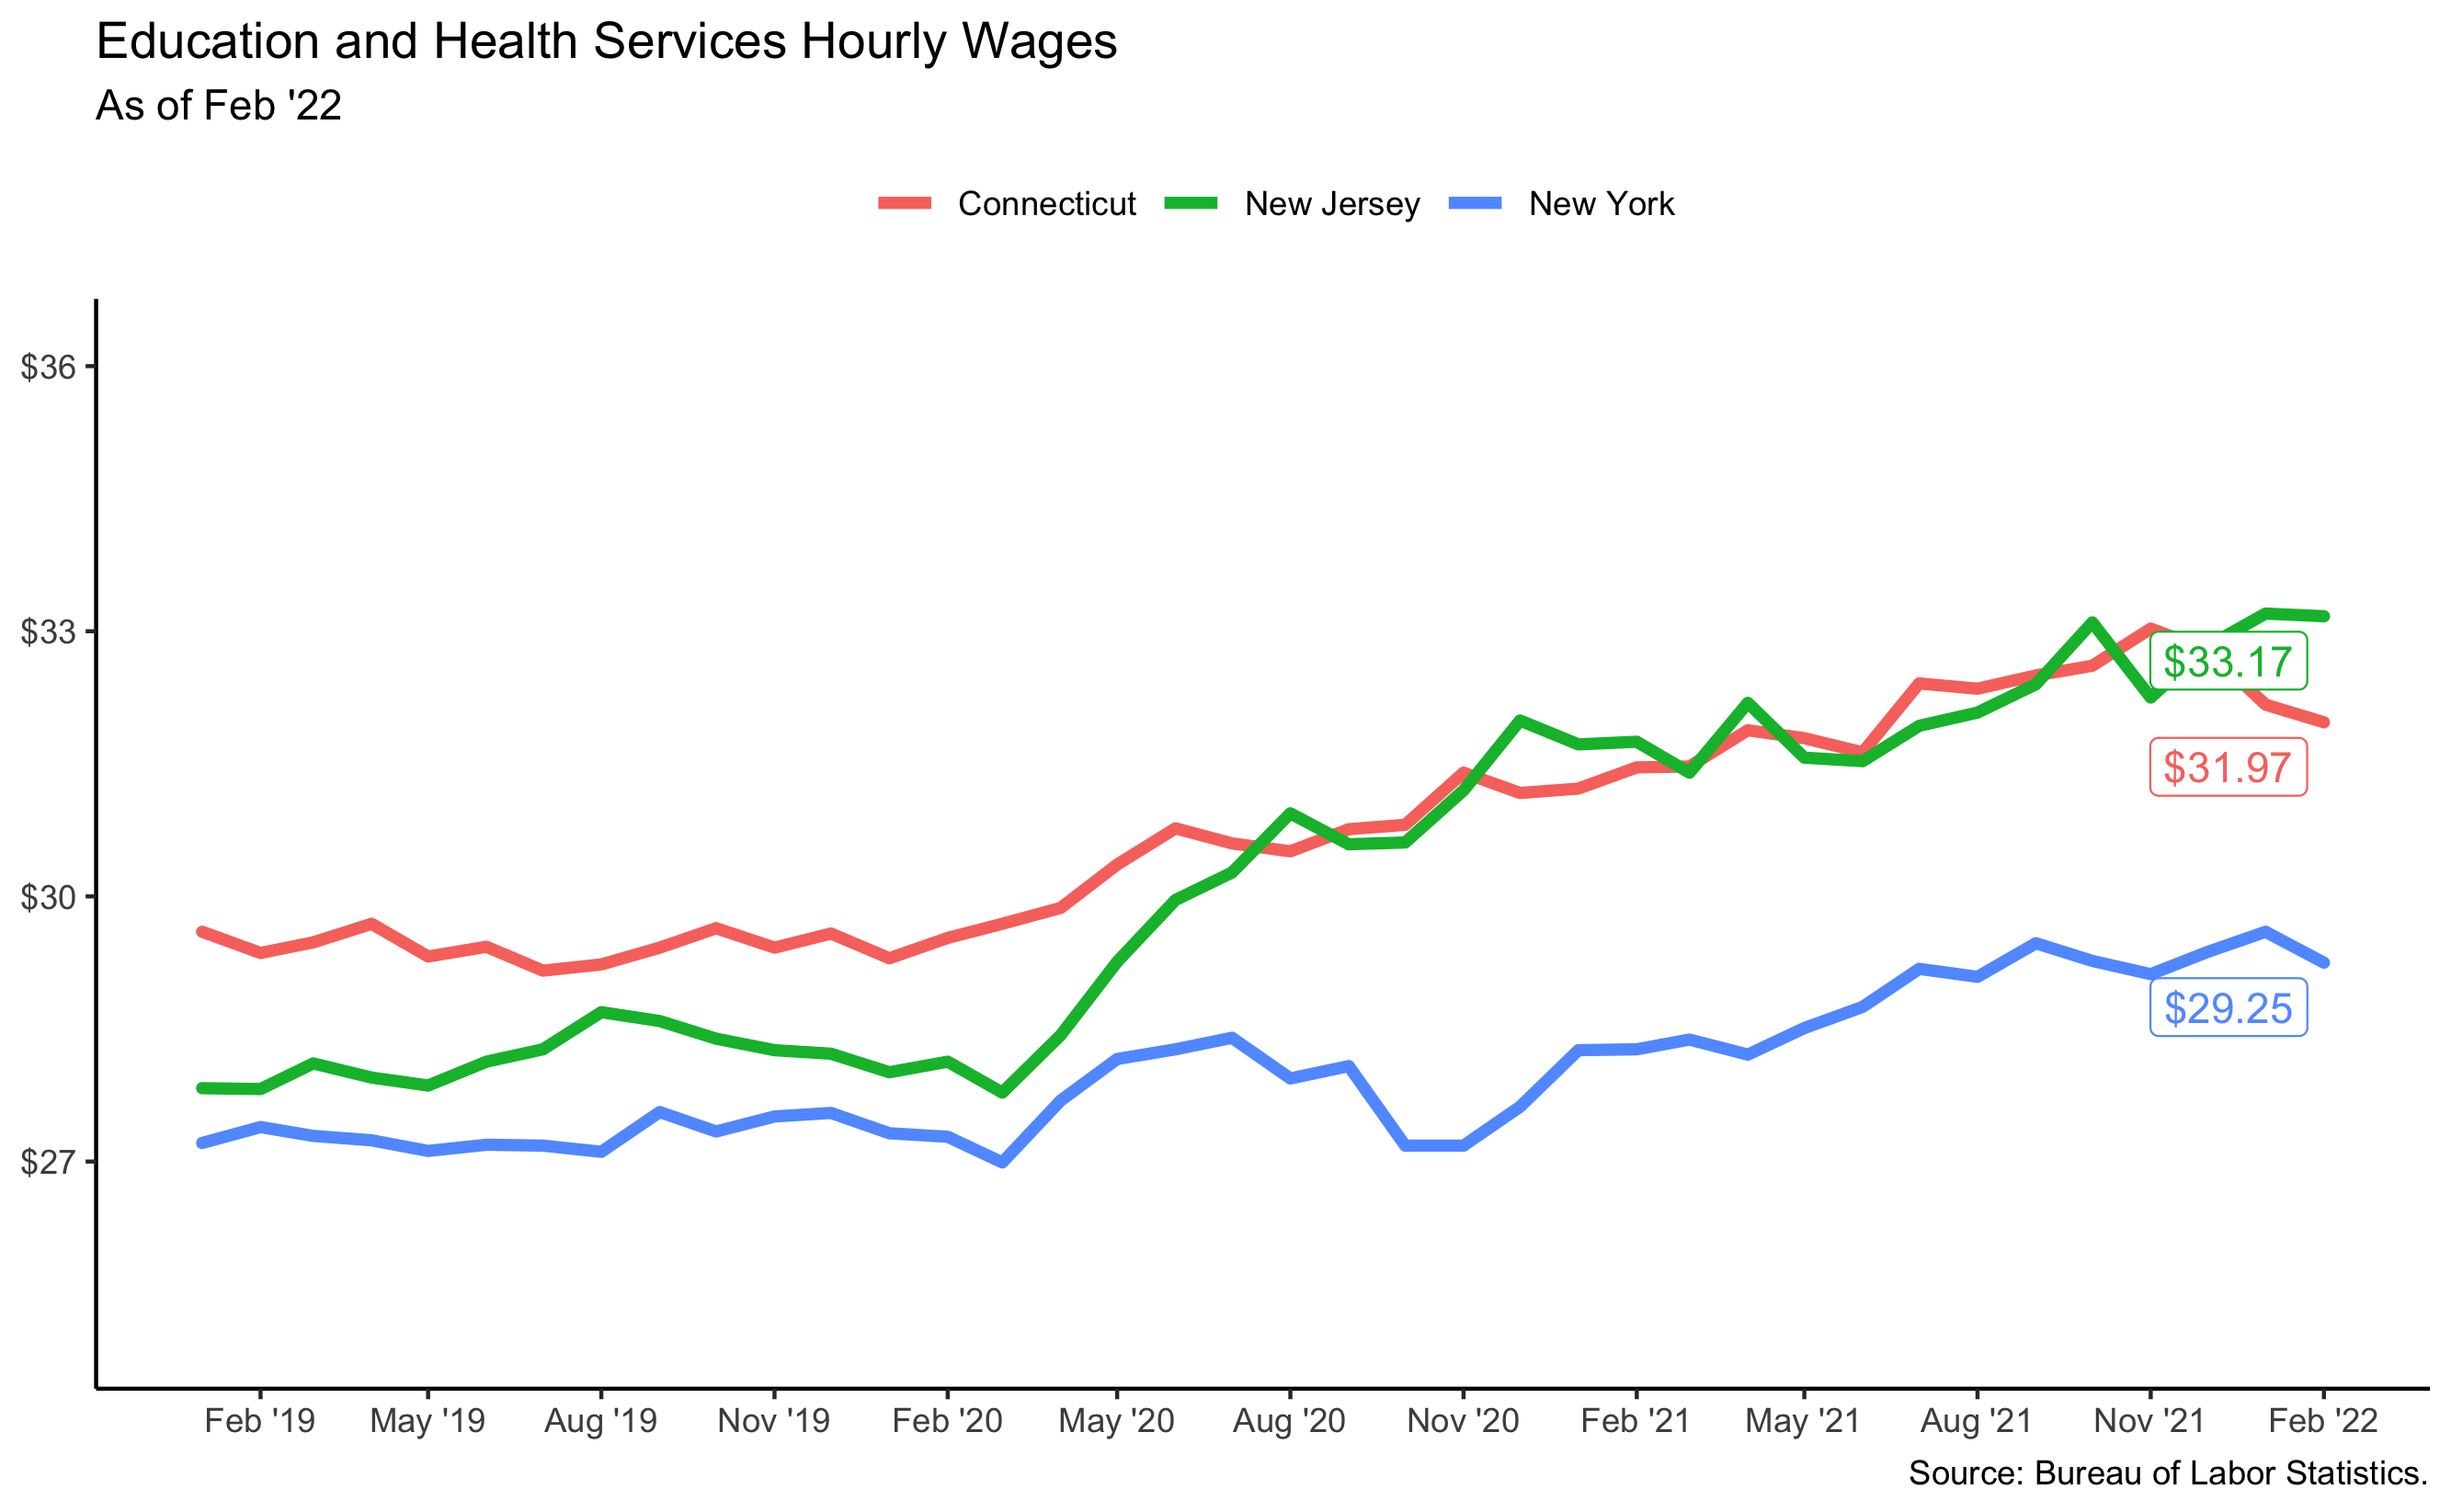 Education and Health Services Hourly Wages
As of Feb '22
Connecticut New Jersey New York
$36
$33
$30
$27
$33.17
$31.97
$29.25
Feb '19 May '19 Aug '19 Nov '19 Feb '20 May '20 Aug '20 Nov '20 Feb '21 May '21 Aug '21 Nov '21 Feb '22
Source: Bureau of Labor Statistics.